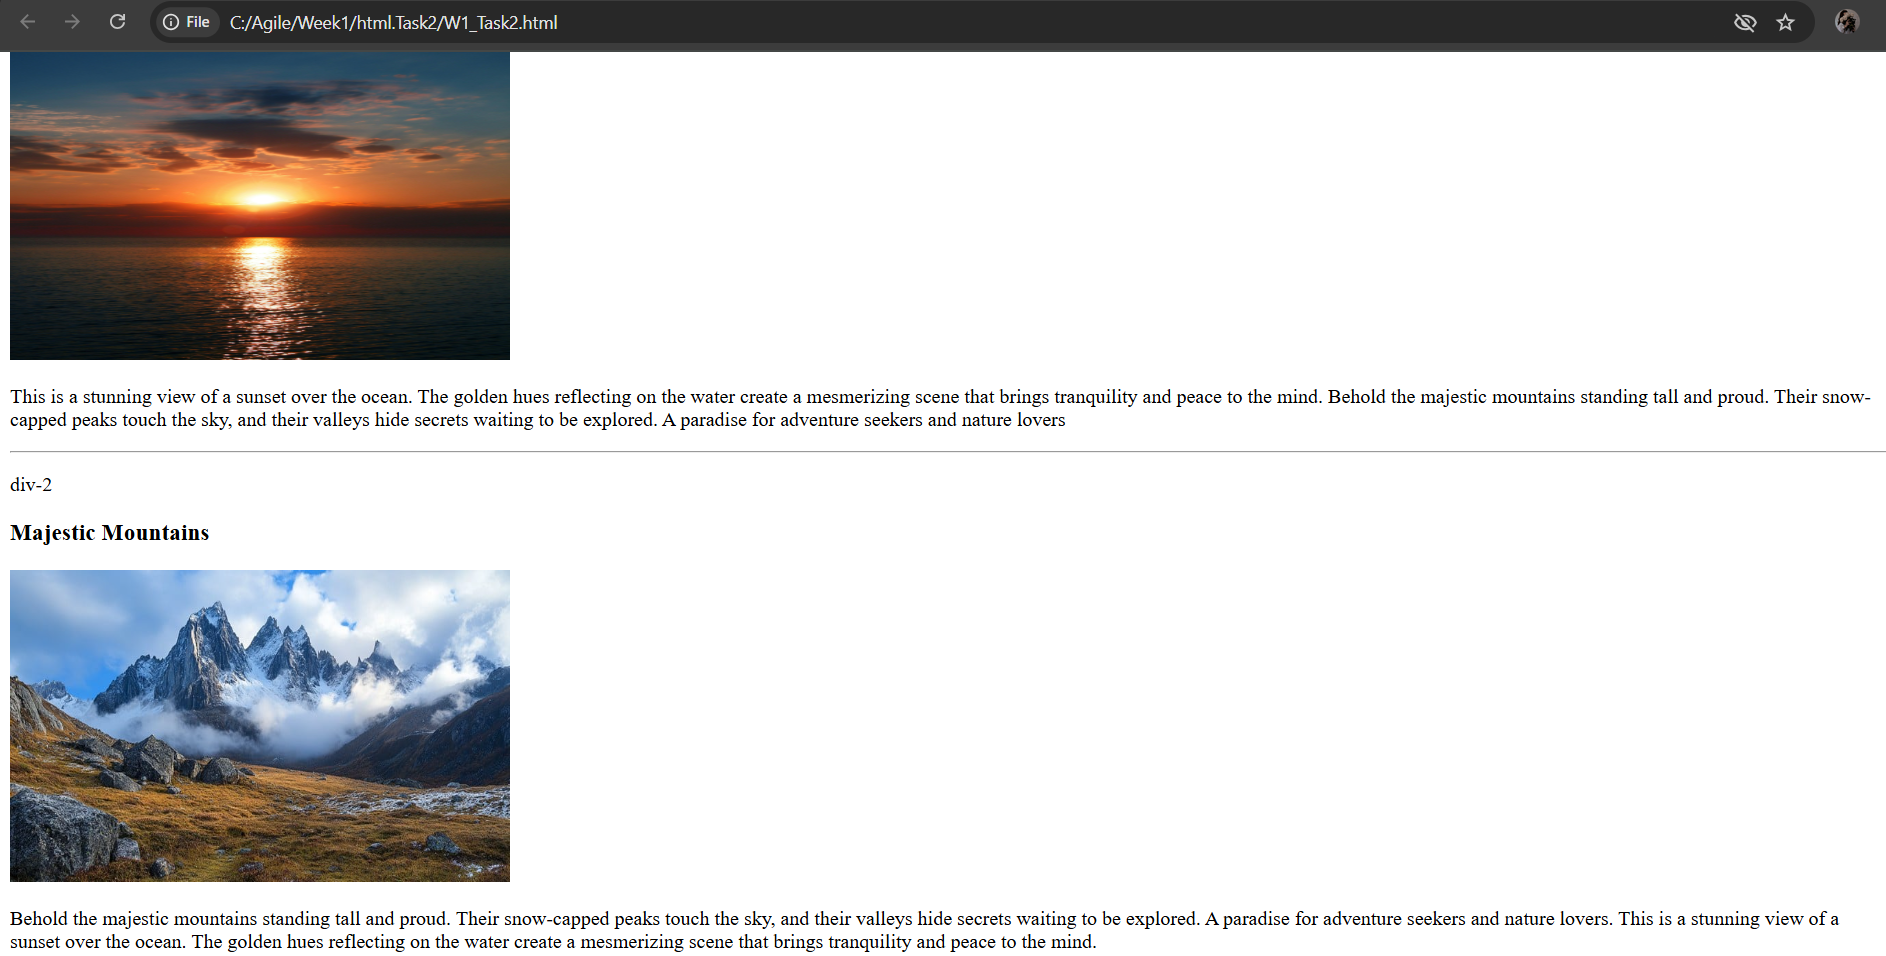 File C:/Agile/Week1/html.Task2/W1_Task2.html
This is a stunning view of a sunset over the ocean. The golden hues reflecting on the water create a mesmerizing scene that brings tranquility and peace to the mind. Behold the majestic mountains standing tall and proud. Their snow-
capped peaks touch the sky, and their valleys hide secrets waiting to be explored. A paradise for adventure seekers and nature lovers
div-2
Majestic Mountains
Behold the majestic mountains standing tall and proud. Their snow-capped peaks touch the sky, and their valleys hide secrets waiting to be explored. A paradise for adventure seekers and nature lovers. This is a stunning view of a
sunset over the ocean. The golden hues reflecting on the water create a mesmerizing scene that brings tranquility and peace to the mind.